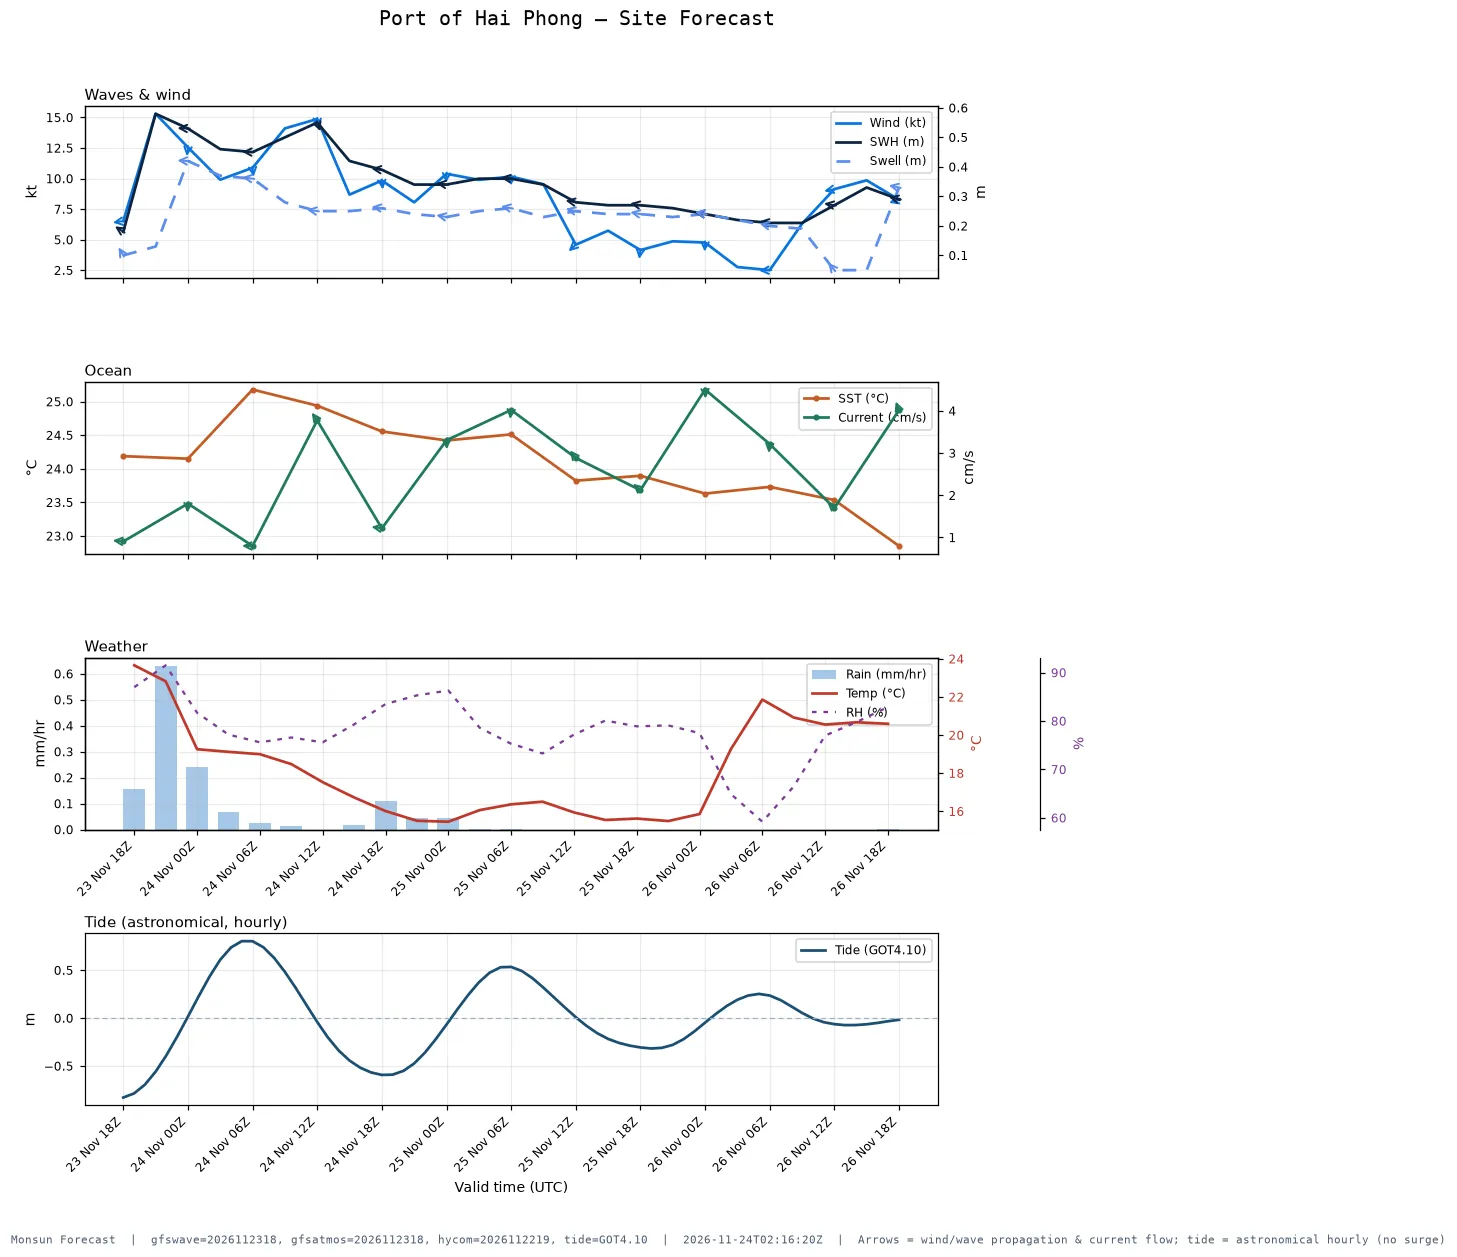 Port of Hai Phong — Site Forecast
Waves & wind
15.0
12.5
10.0
7.5
5.0
2.5
kt
0.6
0.5
0.4
0.3
0.2
0.1
m
Wind (kt)
SWH (m)
Swell (m)
Ocean
25.0
24.5
24.0
23.5
23.0
°C
4
3
2
1
cm/s
SST (°C)
Current (cm/s)
Weather
0.6
0.5
0.4
0.3
0.2
0.1
0.0
mm/hr
24
22
20
18
16
°C
90
80
70
60
%
Rain (mm/hr)
Temp (°C)
RH (%)
23 Nov 18Z
24 Nov 00Z
24 Nov 06Z
24 Nov 12Z
24 Nov 18Z
25 Nov 00Z
25 Nov 06Z
25 Nov 12Z
25 Nov 18Z
26 Nov 00Z
26 Nov 06Z
26 Nov 12Z
26 Nov 18Z
Tide (astronomical, hourly)
0.5
0.0
−0.5
m
Tide (GOT4.10)
23 Nov 18Z
24 Nov 00Z
24 Nov 06Z
24 Nov 12Z
24 Nov 18Z
25 Nov 00Z
25 Nov 06Z
25 Nov 12Z
25 Nov 18Z
26 Nov 00Z
26 Nov 06Z
26 Nov 12Z
26 Nov 18Z
Valid time (UTC)
Monsun Forecast | gfswave=2026112318, gfsatmos=2026112318, hycom=2026112219, tide=GOT4.10 | 2026-11-24T02:16:20Z | Arrows = wind/wave propagation & current flow; tide = astronomical hourly (no surge)